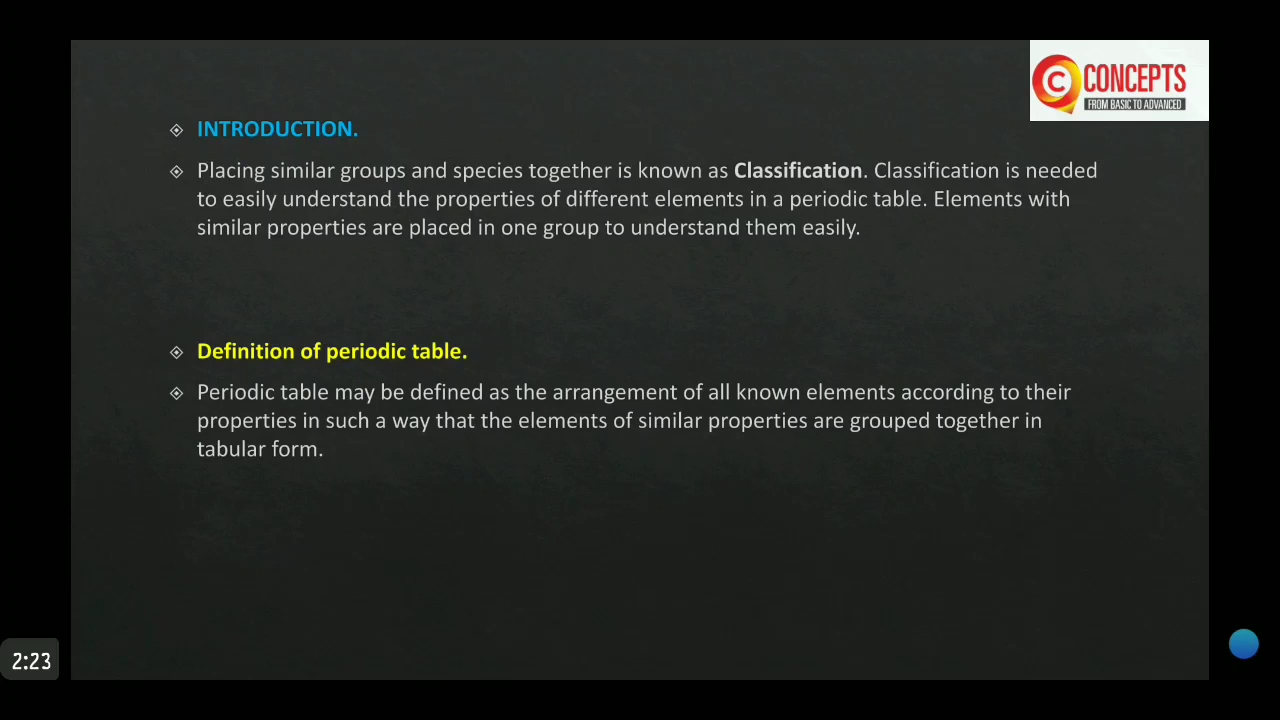 CONCEPTS
FROM BASIC TO ADVANCED
INTRODUCTION.
Placing similar groups and species together is known as Classification. Classification is needed
to easily understand the properties of different elements in a periodic table. Elements with
similar properties are placed in one group to understand them easily.
Definition of periodic table.
Periodic table may be defined as the arrangement of all known elements according to their
properties in such a way that the elements of similar properties are grouped together in
tabular form.
2:23